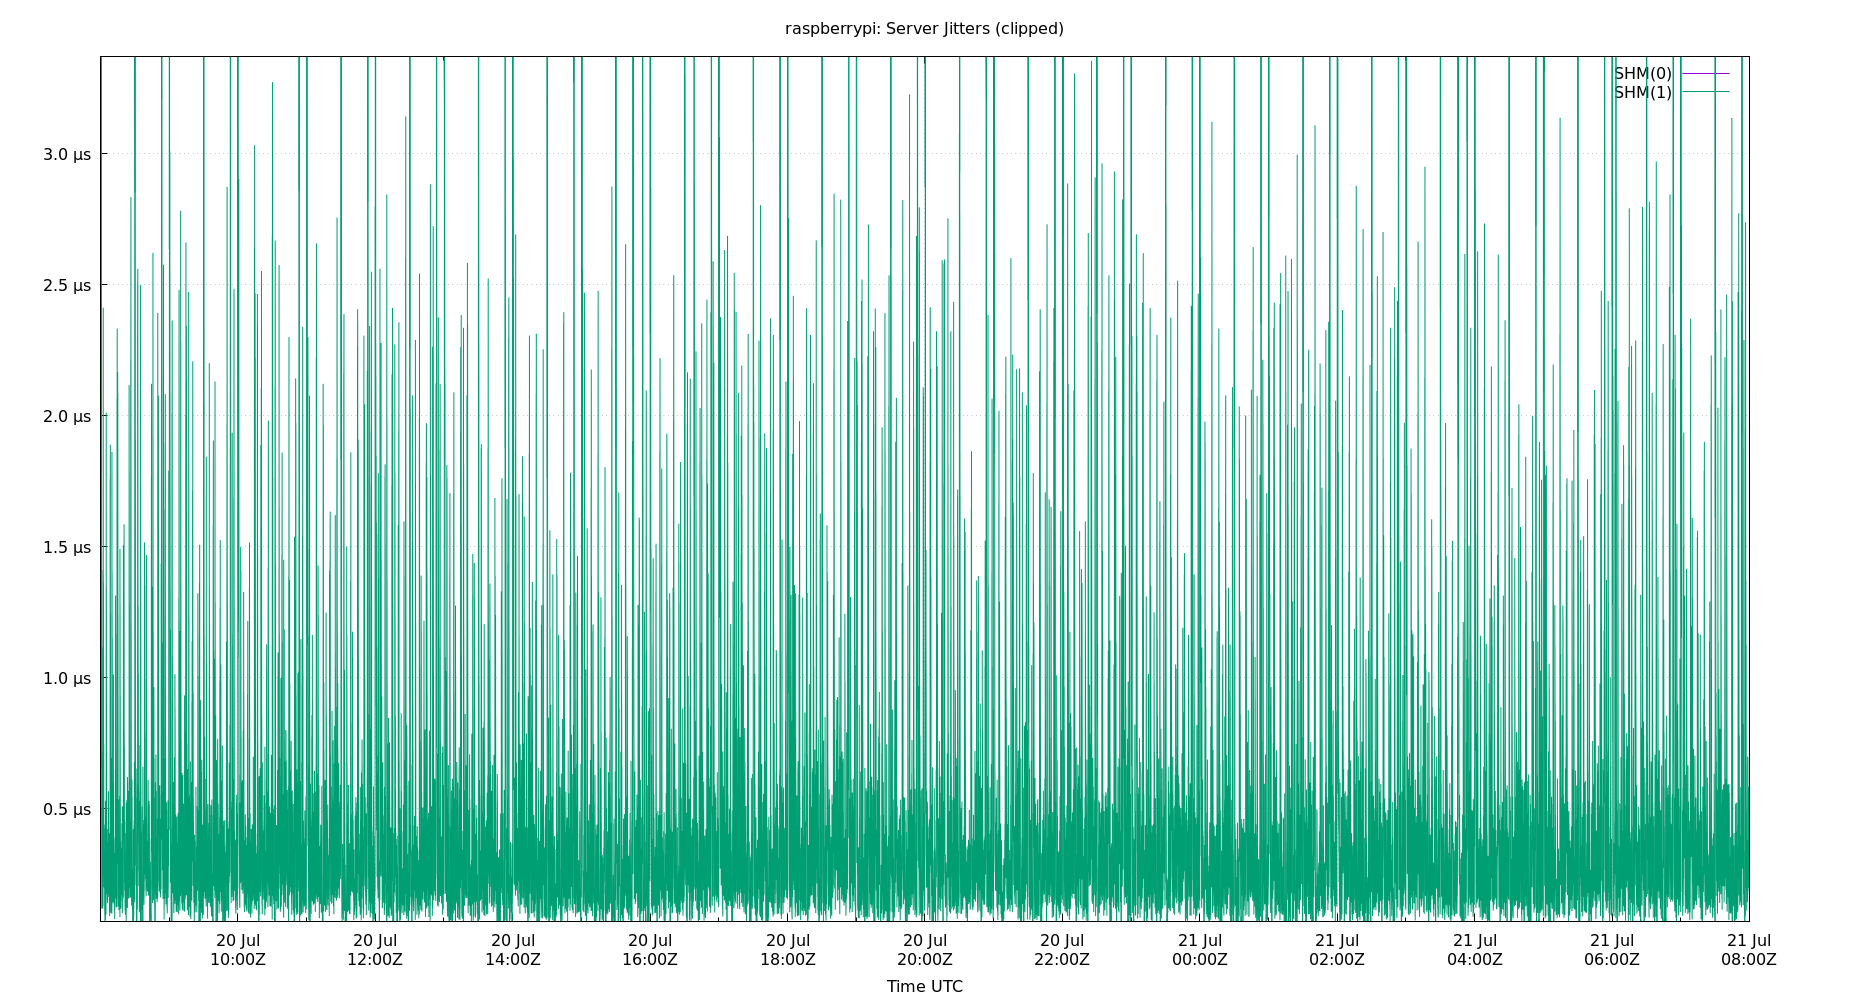 raspberrypi: Server Jitters (clipped)
SHM(0)
SHM(1)
3.0 µs
2.5 µs
2.0 µs
1.5 µs
1.0 µs
0.5 µs
20 Jul 20 Jul 20 Jul 20 Jul 20 Jul 20 Jul 20 Jul 21 Jul 21 Jul 21 Jul 21 Jul 21 Jul
10:00Z 12:00Z 14:00Z 16:00Z 18:00Z 20:00Z 22:00Z 00:00Z 02:00Z 04:00Z 06:00Z 08:00Z
Time UTC